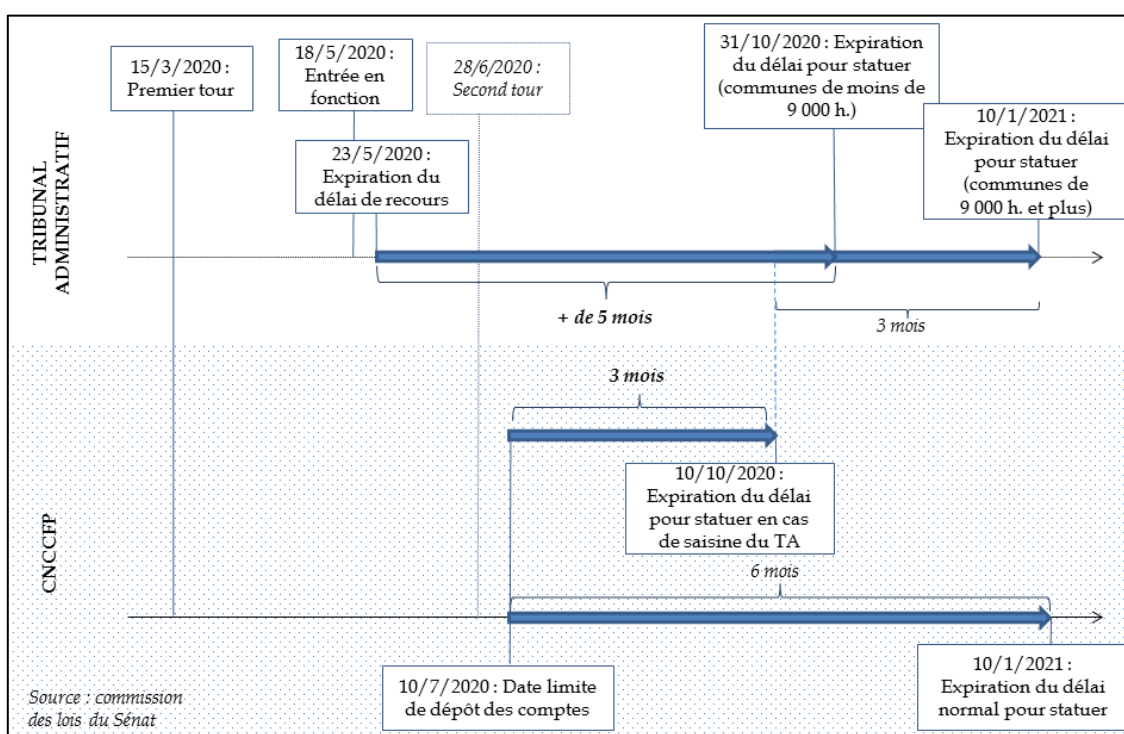 15/3/2020 :
Premier tour
18/5/2020 :
Entrée en
fonction
28/6/2020 :
Second tour
31/10/2020 : Expiration
du délai pour statuer
(communes de moins de
9 000 h.)
10/1/2021 :
Expiration du délai
pour statuer
(communes de
9 000 h. et plus)
23/5/2020 :
Expiration du
délai de recours
TRIBUNAL
ADMINISTRATIF
+ de 5 mois
3 mois
3 mois
10/10/2020 :
Expiration du délai
pour statuer en cas
de saisine du TA
CNCCFP
6 mois
10/7/2020 : Date limite
de dépôt des comptes
10/1/2021 :
Expiration du délai
normal pour statuer
Source : commission
des lois du Sénat